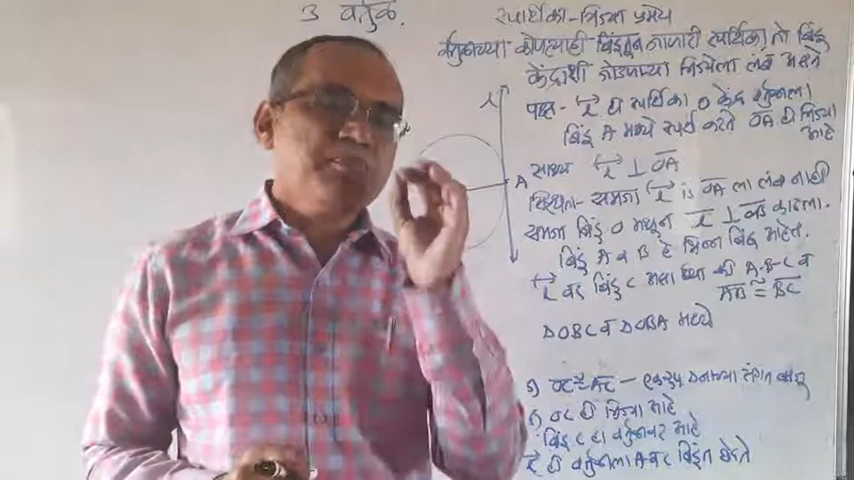 3 वर्तुळ.
स्पर्शिका-त्रिज्या प्रमेय
वर्तुळाच्या कोणत्याही बिंदूतून जाणारी स्पर्शिका तो बिंदू
केंद्राशी जोडणाऱ्या त्रिज्येला लंब असते
पक्ष - l ही स्पर्शिका O केंद्र वर्तुळाला
बिंदू A मध्ये स्पर्श करते OA ही त्रिज्या
आहे
साध्य l ⊥ OA
l
A
सिद्धता - समजा l is OA ला लंब नाही
समजा बिंदू O मधून l ⊥ OB काढला.
बिंदू A व B हे भिन्न बिंदू आहेत.
l वर बिंदू C असा घ्या की A-B-C व
AB ≅ BC
Δ OBC व Δ OBA मध्ये
OC ≅ AC - एकरूप
OC ही त्रिज्या आहे
बिंदू C हा वर्तुळावर आहे
l ही वर्तुळाला A व C बिंदूत छेदते